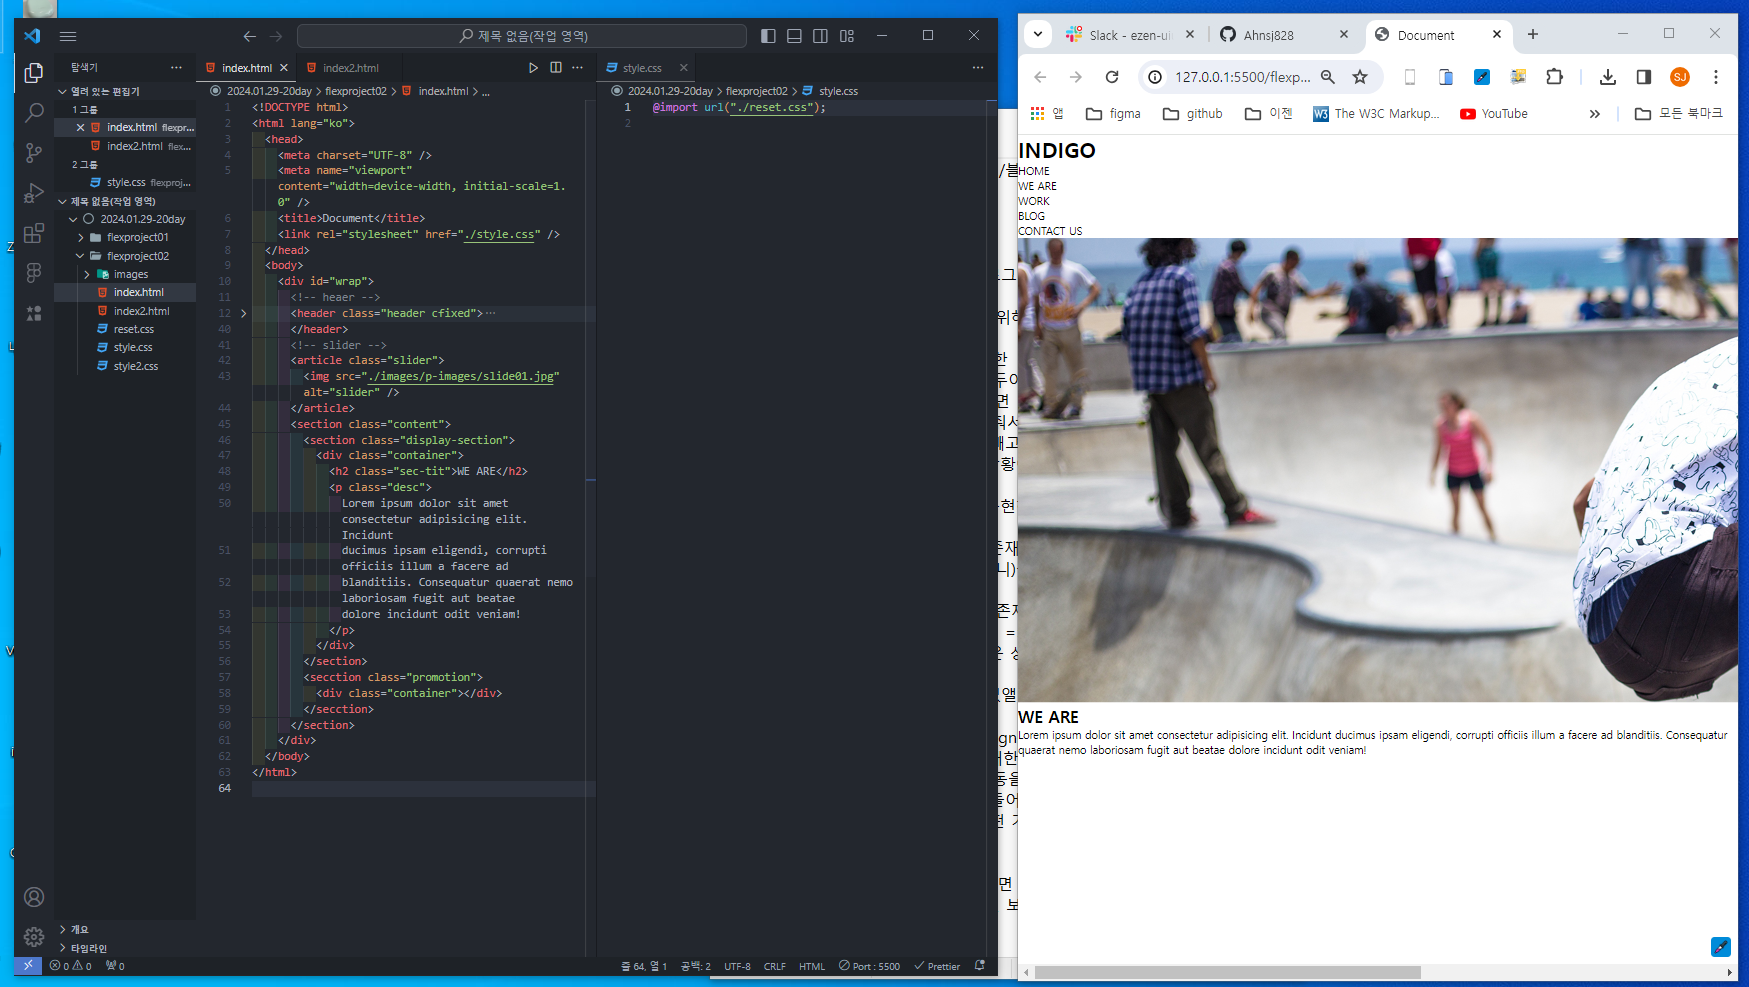 제목 없음(작업 영역)
탐색기
열려 있는 편집기
1 그룹
index.html flexpr...
index2.html flex...
2 그룹
style.css flexproj...
제목 없음(작업 영역)
2024.01.29-20day
flexproject01
flexproject02
images
index.html
index2.html
reset.css
style.css
style2.css
개요
타임라인
index.html
index2.html
2024.01.29-20day > flexproject02 > index.html > ...
1 <!DOCTYPE html>
2 <html lang="ko">
3 <head>
4 <meta charset="UTF-8" />
5 <meta name="viewport"
content="width=device-width, initial-scale=1.
0" />
6 <title>Document</title>
7 <link rel="stylesheet" href="./style.css" />
8 </head>
9 <body>
10 <div id="wrap">
11 <!-- heaer -->
12 <header class="header cfixed">...
40 </header>
41 <!-- slider -->
42 <article class="slider">
43 <img src="./images/p-images/slide01.jpg"
alt="slider" />
44 </article>
45 <section class="content">
46 <section class="display-section">
47 <div class="container">
48 <h2 class="sec-tit">WE ARE</h2>
49 <p class="desc">
50 Lorem ipsum dolor sit amet
consectetur adipisicing elit.
Incidunt
51 ducimus ipsam eligendi, corrupti
officiis illum a facere ad
52 blanditiis. Consequatur quaerat nemo
laboriosam fugit aut beatae
53 dolore incidunt odit veniam!
54 </p>
55 </div>
56 </section>
57 <secction class="promotion">
58 <div class="container"></div>
59 </secction>
60 </section>
61 </div>
62 </body>
63 </html>
64
style.css
2024.01.29-20day > flexproject02 > style.css
1 @import url("./reset.css");
2
0 0 0
줄 64, 열 1 공백: 2 UTF-8 CRLF HTML Port : 5500 Prettier
Slack - ezen-ui
Ahnsj828
Document
127.0.0.1:5500/flexp...
SJ
앱 figma github 이젠 The W3C Markup... YouTube 모든 북마크
INDIGO
HOME
WE ARE
WORK
BLOG
CONTACT US
WE ARE
Lorem ipsum dolor sit amet consectetur adipisicing elit. Incidunt ducimus ipsam eligendi, corrupti officiis illum a facere ad blanditiis. Consequatur
quaerat nemo laboriosam fugit aut beatae dolore incidunt odit veniam!